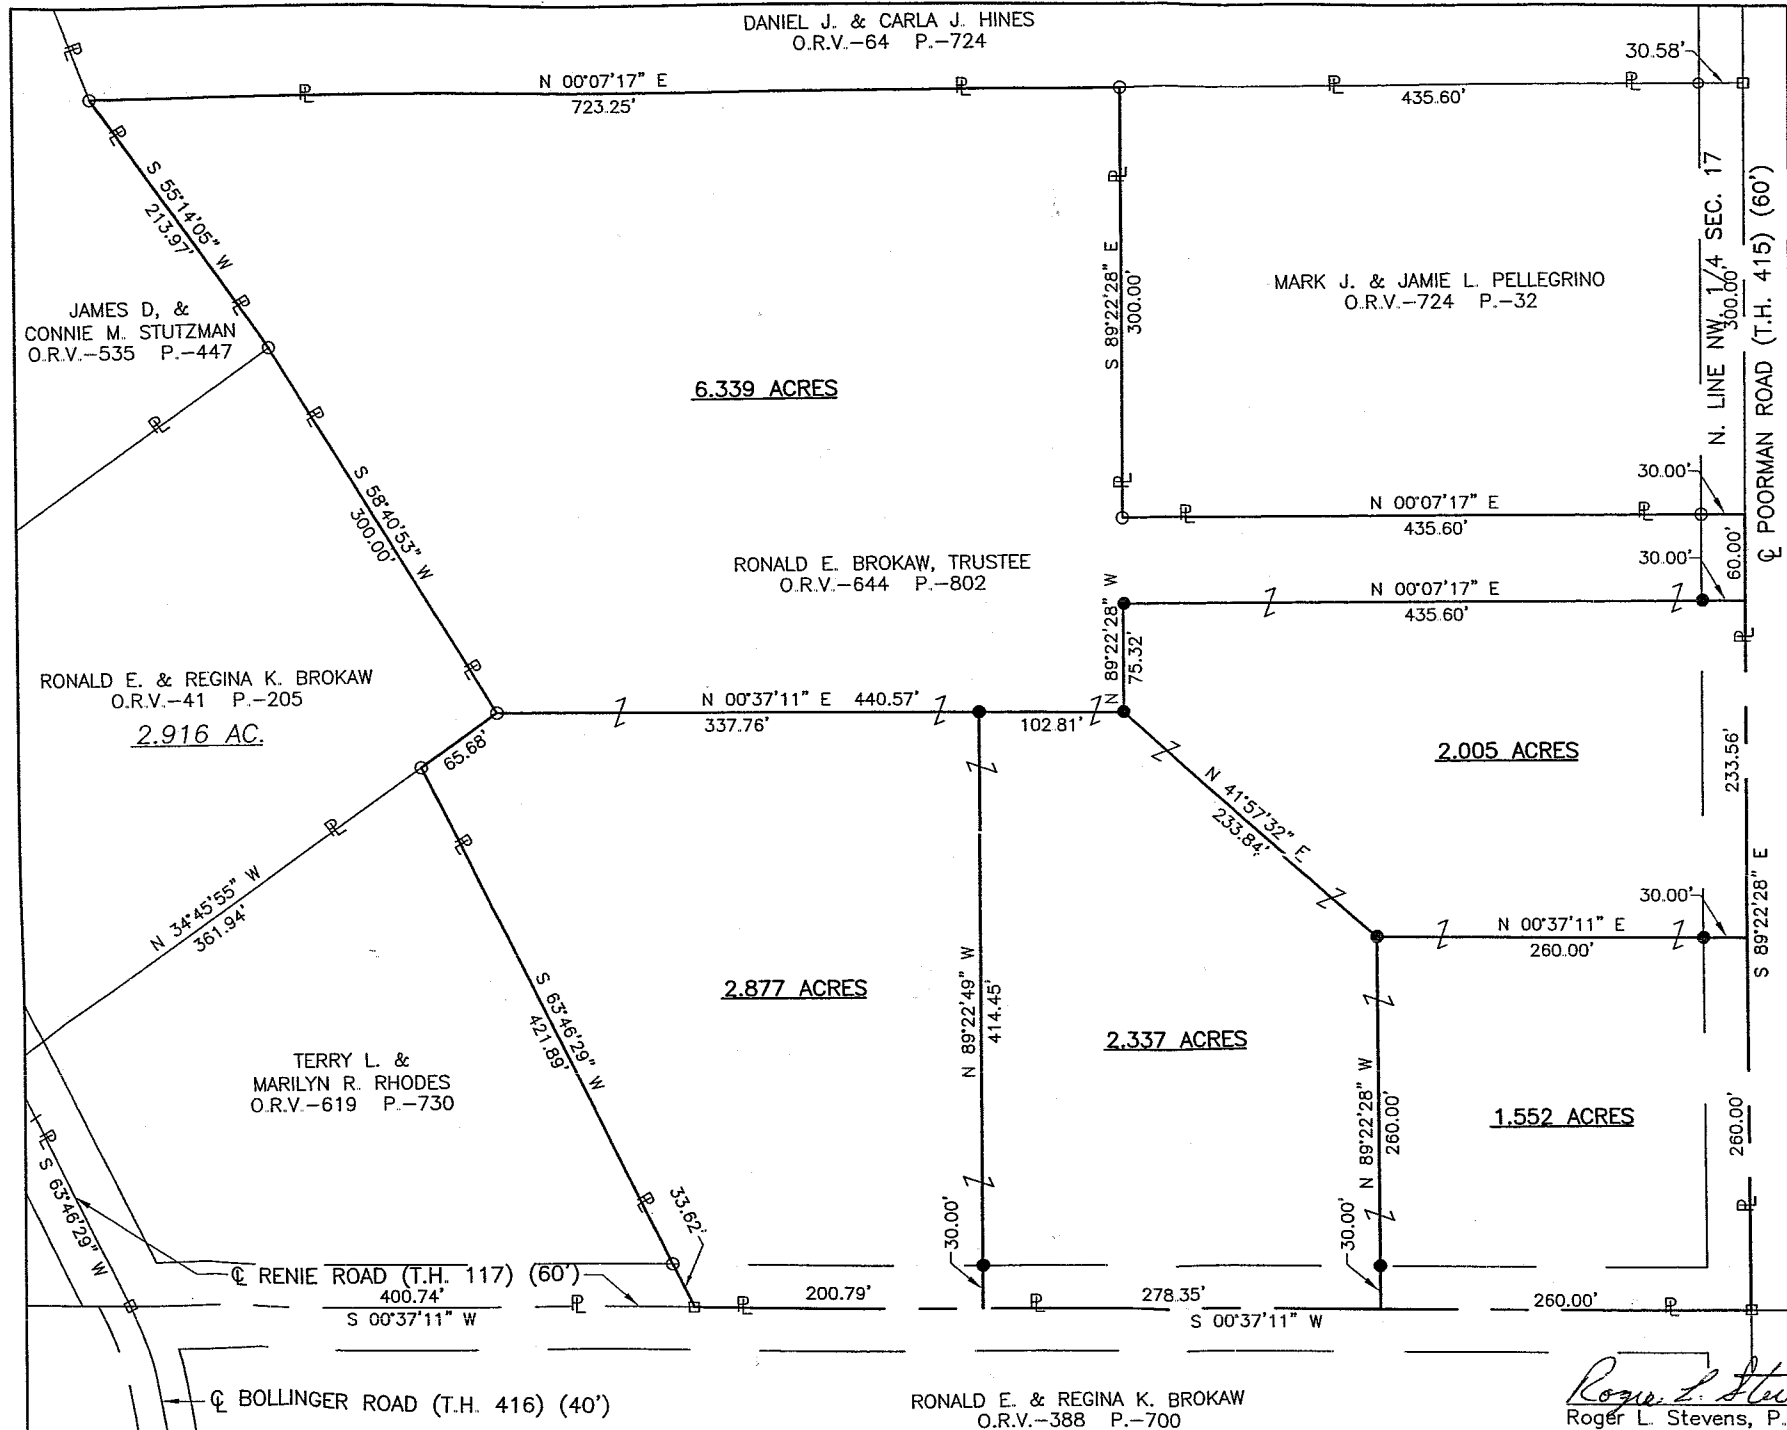 DANIEL J. & CARLA J. HINES
O.R.V.-64 P.-724
30.58'
N 00°07'17" E
723.25'
435.60'
S 55°14'05" W
213.97'
S 89°22'28" E
300.00'
MARK J. & JAMIE L. PELLEGRINO
O.R.V.-724 P.-32
N. LINE NW. 1/4 SEC. 17
300.00'
℄ POORMAN ROAD (T.H. 415) (60')
JAMES D, &
CONNIE M. STUTZMAN
O.R.V.-535 P.-447
6.339 ACRES
S 58°40'53" W
300.00'
30.00'
N 00°07'17" E
435.60'
60.00'
RONALD E. BROKAW, TRUSTEE
O.R.V.-644 P.-802
30.00'
N 00°07'17" E
435.60'
N 89°22'28" W
75.32'
RONALD E. & REGINA K. BROKAW
O.R.V.-41 P.-205
2.916 AC.
N 00°37'11" E 440.57'
337.76'
102.81'
65.68'
2.005 ACRES
233.56'
N 41°57'32" E
233.84'
N 34°45'55" W
361.94'
S 89°22'28" E
30.00'
N 00°37'11" E
260.00'
S 63°46'29" W
421.89'
2.877 ACRES
N 89°22'49" W
414.45'
2.337 ACRES
N 89°22'28" W
260.00'
1.552 ACRES
260.00'
TERRY L. &
MARILYN R. RHODES
O.R.V.-619 P.-730
S 63°46'29" W
33.62'
30.00'
30.00'
℄ RENIE ROAD (T.H. 117) (60')
400.74'
S 00°37'11" W
200.79'
278.35'
S 00°37'11" W
260.00'
℄ BOLLINGER ROAD (T.H. 416) (40')
RONALD E. & REGINA K. BROKAW
O.R.V.-388 P.-700
Roger L. Stev
Roger L. Stevens, P.